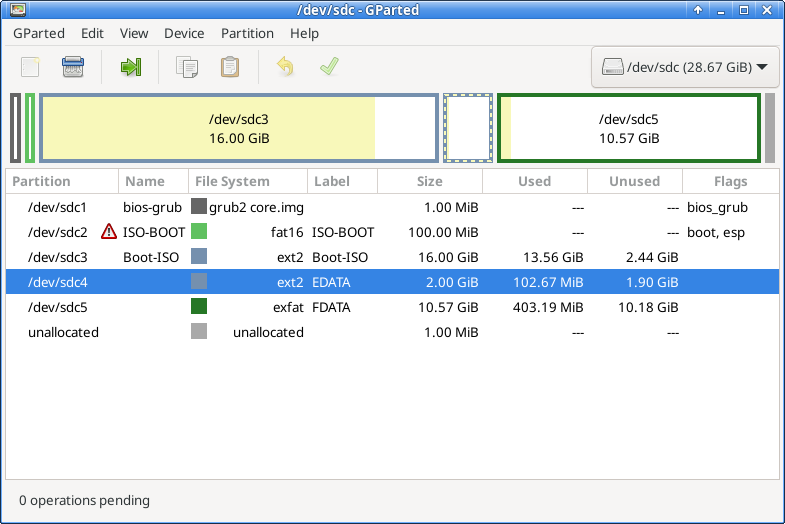 /dev/sdc - GParted
GParted Edit View Device Partition Help
/dev/sdc (28.67 GiB)
/dev/sdc3
16.00 GiB
/dev/sdc5
10.57 GiB
Partition Name File System Label Size Used Unused Flags
/dev/sdc1 bios-grub grub2 core.img 1.00 MiB --- --- bios_grub
/dev/sdc2 ISO-BOOT fat16 ISO-BOOT 100.00 MiB --- --- boot, esp
/dev/sdc3 Boot-ISO ext2 Boot-ISO 16.00 GiB 13.56 GiB 2.44 GiB
/dev/sdc4 ext2 EDATA 2.00 GiB 102.67 MiB 1.90 GiB
/dev/sdc5 exfat FDATA 10.57 GiB 403.19 MiB 10.18 GiB
unallocated unallocated 1.00 MiB --- ---
0 operations pending